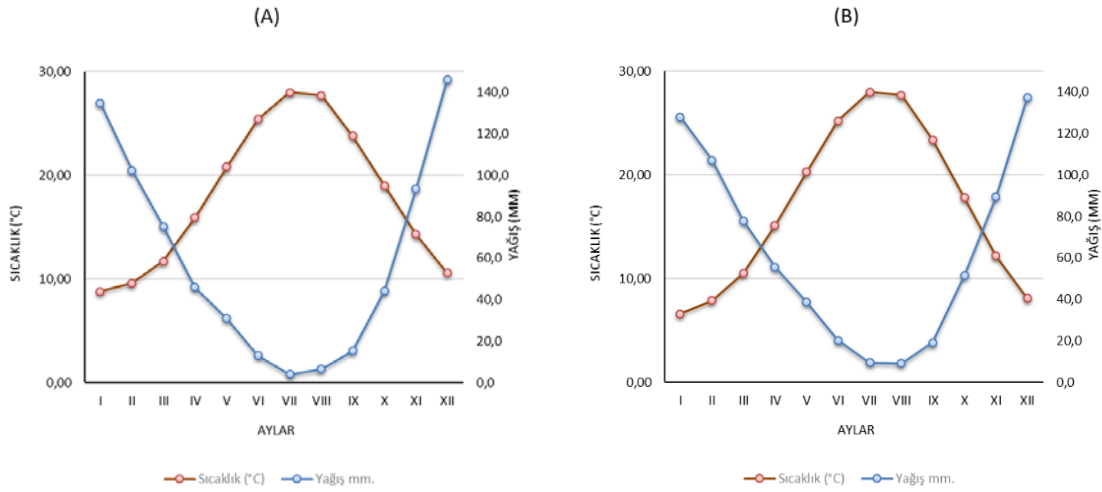 (A)
30,00
20,00
10,00
0,00
SICAKLIK (°C)
140,0
120,0
100,0
80,0
60,0
40,0
20,0
0,0
YAĞIŞ (MM)
I II III IV V VI VII VIII IX X XI XII
AYLAR
Sıcaklık (°C) Yağış mm.
(B)
30,00
20,00
10,00
0,00
SICAKLIK (°C)
140,0
120,0
100,0
80,0
60,0
40,0
20,0
0,0
YAĞIŞ (MM)
I II III IV V VI VII VIII IX X XI XII
AYLAR
Sıcaklık (°C) Yağış mm.